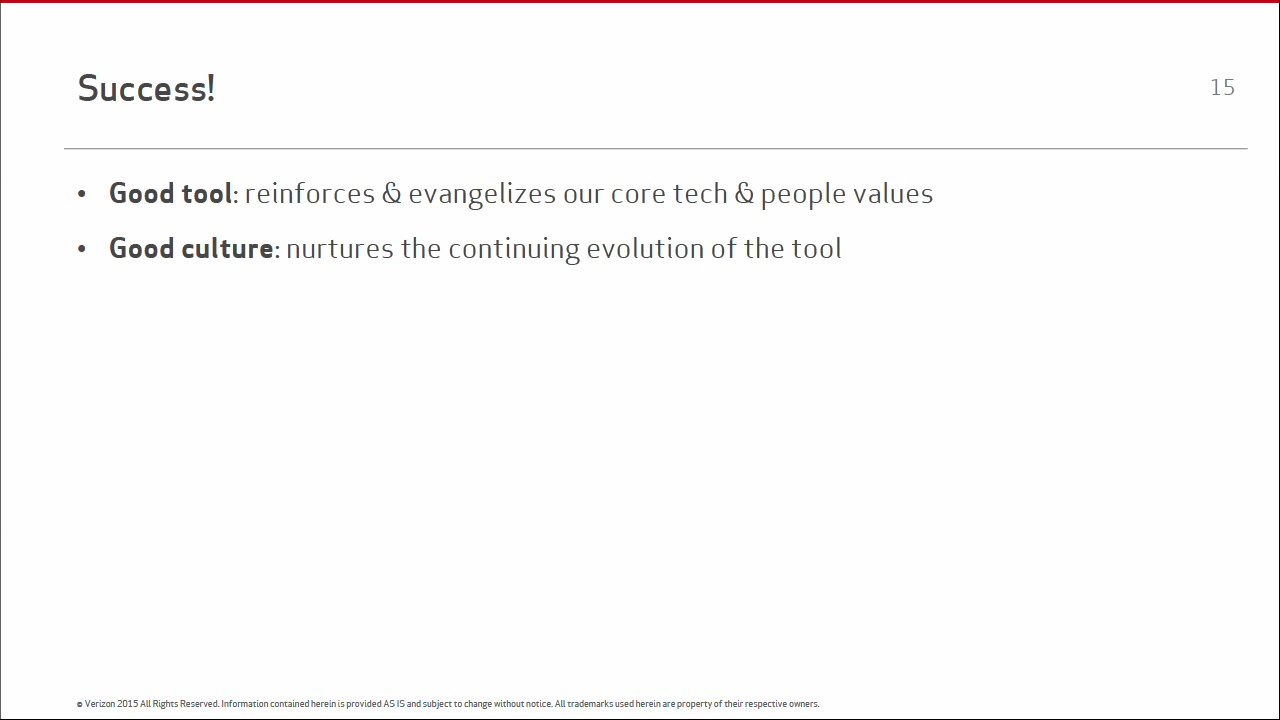 Success!
15
• Good tool: reinforces & evangelizes our core tech & people values
• Good culture: nurtures the continuing evolution of the tool
© Verizon 2015 All Rights Reserved. Information contained herein is provided AS IS and subject to change without notice. All trademarks used herein are property of their respective owners.